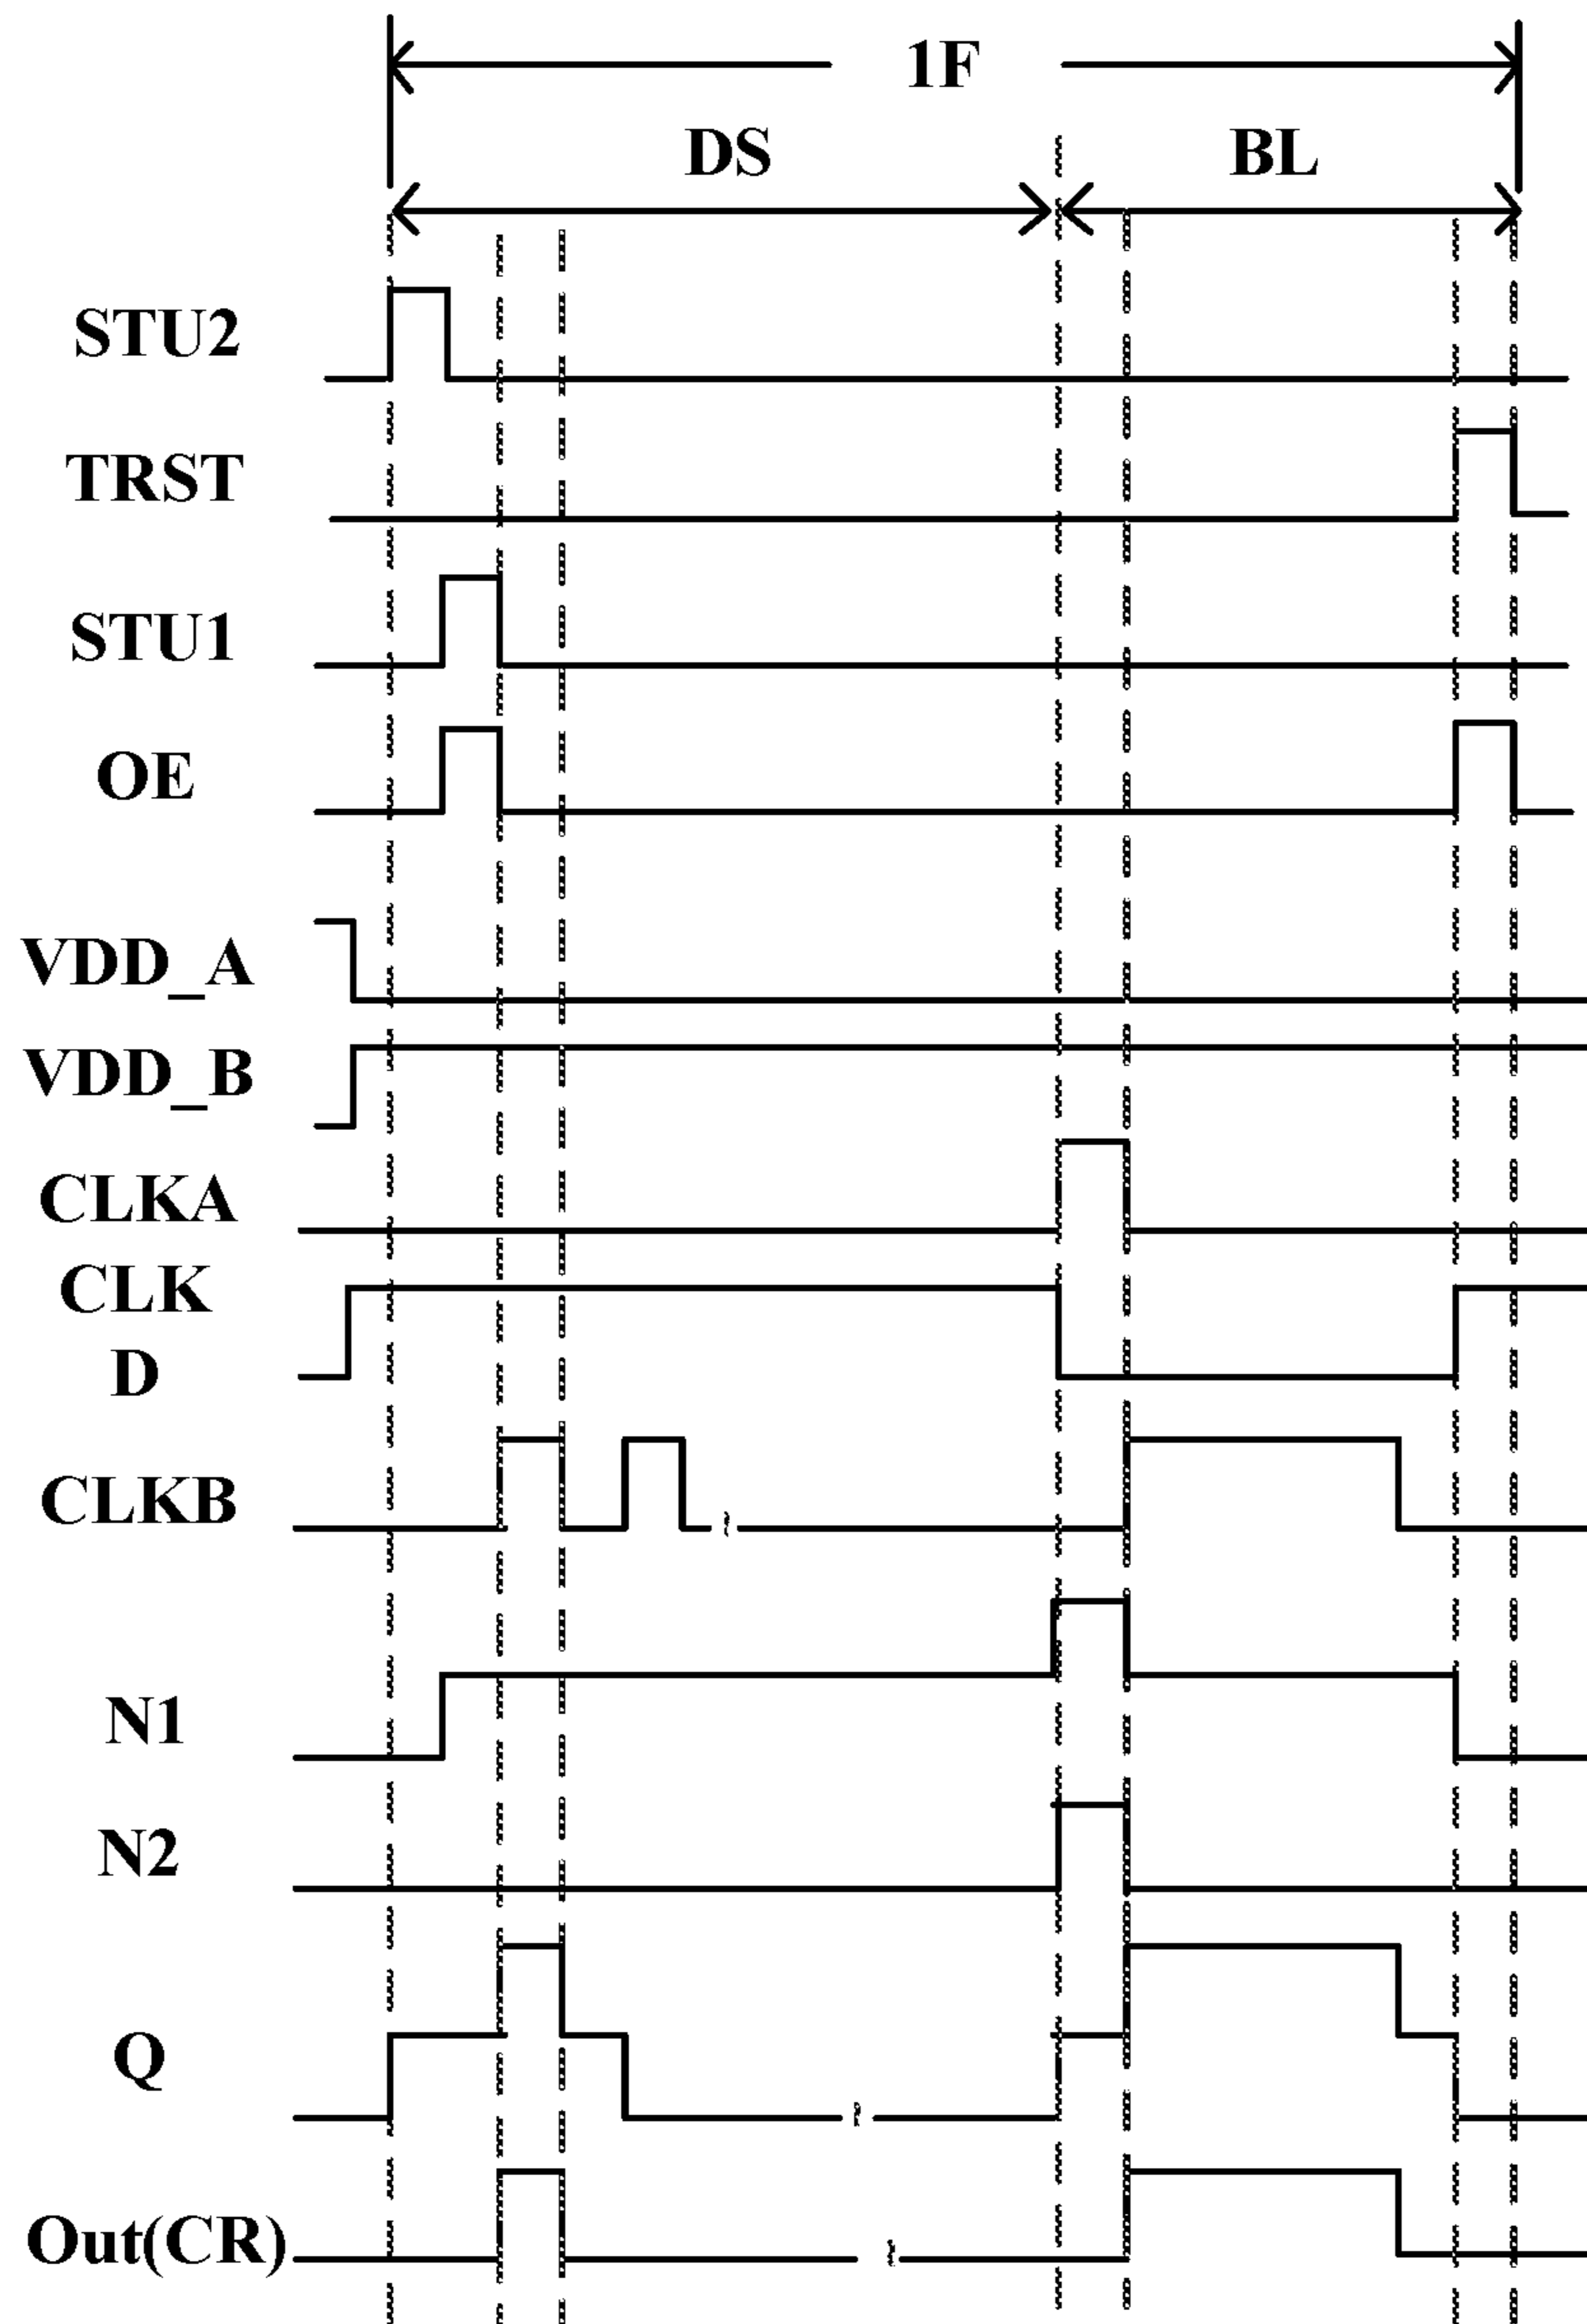 1F
DS BL
STU2
TRST
STU1
OE
VDD_A
VDD_B
CLKA
CLK
D
CLKB
N1
N2
Q
Out(CR)